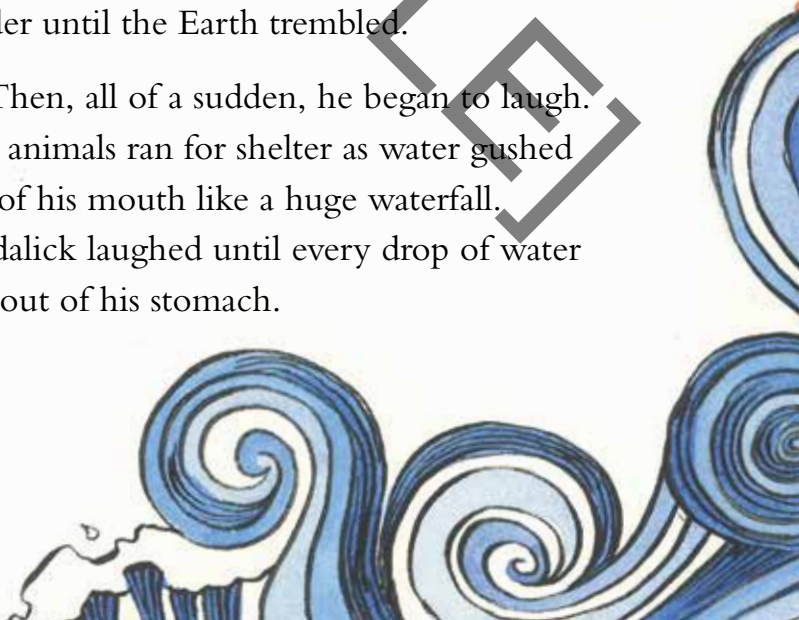 der until the Earth trembled.
Then, all of a sudden, he began to laugh.
animals ran for shelter as water gushed
of his mouth like a huge waterfall.
dalick laughed until every drop of water
out of his stomach.
E